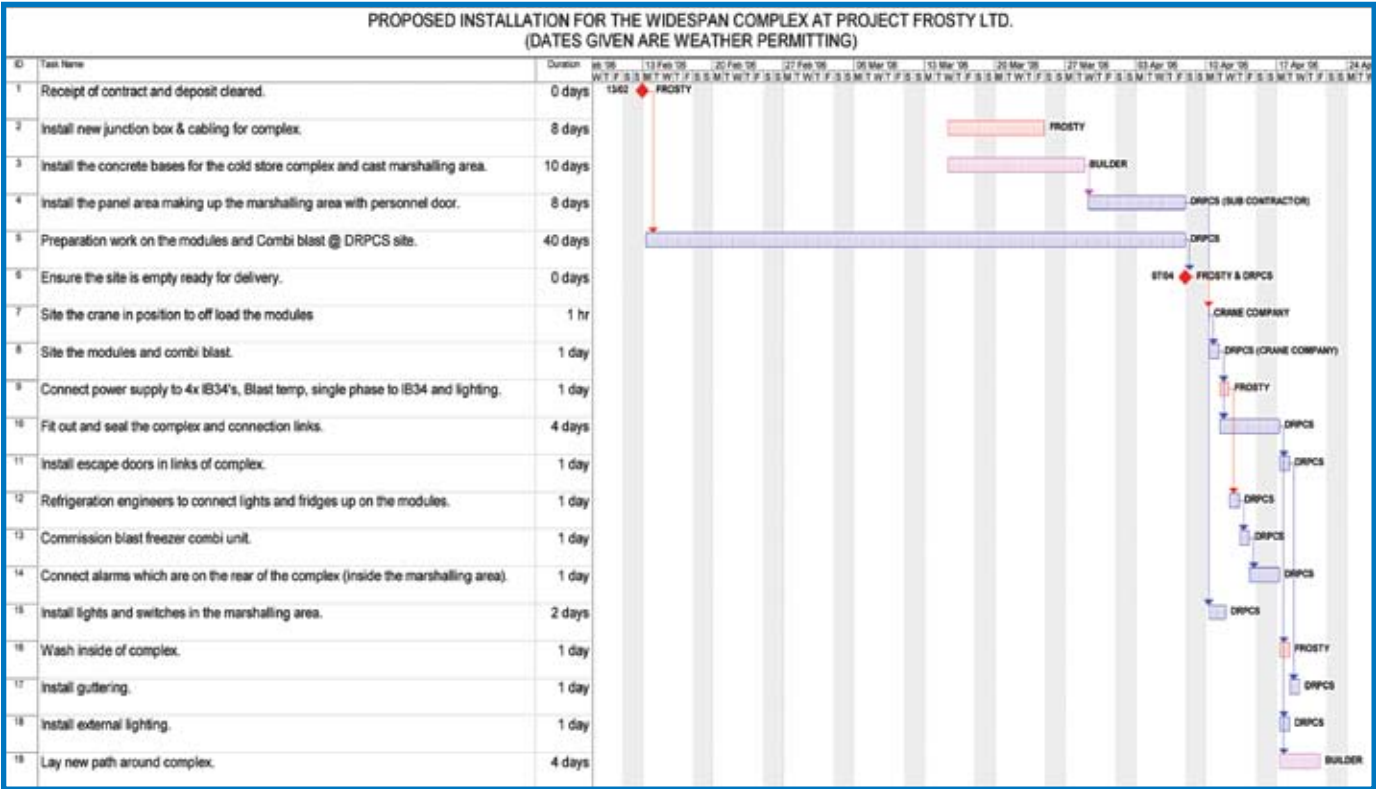 PROPOSED INSTALLATION FOR THE WIDESPAN COMPLEX AT PROJECT FROSTY LTD.
(DATES GIVEN ARE WEATHER PERMITTING)
ID Task Name Duration eb '06 13 Feb '06 20 Feb '06 27 Feb '06 06 Mar '06 13 Mar '06 20 Mar '06 27 Mar '06 03 Apr '06 10 Apr '06 17 Apr '06 24 Ap
W T F S S M T W T F S S M T W T F S S M T W T F S S M T W T F S S M T W T F S S M T W T F S S M T W T F S S M T W T F S S M T W T F S S M T W T F S S M T W
1 Receipt of contract and deposit cleared. 0 days 13/02 FROSTY
2 Install new junction box & cabling for complex. 8 days FROSTY
3 Install the concrete bases for the cold store complex and cast marshalling area. 10 days BUILDER
4 Install the panel area making up the marshalling area with personnel door. 8 days DRPCS (SUB CONTRACTOR)
5 Preparation work on the modules and Combi blast @ DRPCS site. 40 days DRPCS
6 Ensure the site is empty ready for delivery. 0 days 07/04 FROSTY & DRPCS
7 Site the crane in position to off load the modules 1 hr CRANE COMPANY
8 Site the modules and combi blast. 1 day DRPCS (CRANE COMPANY)
9 Connect power supply to 4x IB34's, Blast temp, single phase to IB34 and lighting. 1 day FROSTY
10 Fit out and seal the complex and connection links. 4 days DRPCS
11 Install escape doors in links of complex. 1 day DRPCS
12 Refrigeration engineers to connect lights and fridges up on the modules. 1 day DRPCS
13 Commission blast freezer combi unit. 1 day DRPCS
14 Connect alarms which are on the rear of the complex (inside the marshalling area). 1 day DRPCS
15 Install lights and switches in the marshalling area. 2 days DRPCS
16 Wash inside of complex. 1 day FROSTY
17 Install guttering. 1 day DRPCS
18 Install external lighting. 1 day DRPCS
19 Lay new path around complex. 4 days BUILDER